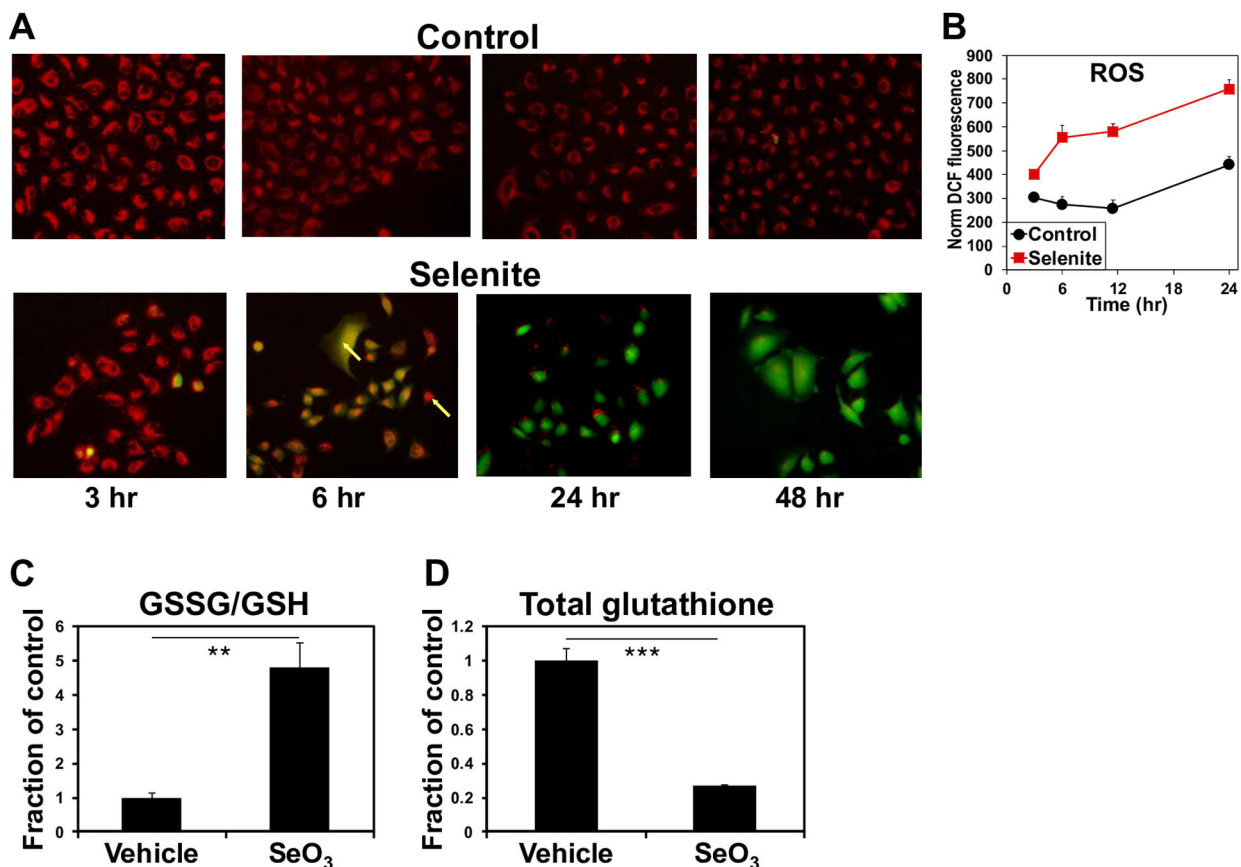 A
Control
Selenite
3 hr
6 hr
24 hr
48 hr
B
ROS
Norm DCF fluorescence
900
800
700
600
500
400
300
200
100
0
Control
Selenite
0
6
12
18
24
Time (hr)
C
GSSG/GSH
Fraction of control
6
5
4
3
2
1
0
**
Vehicle
SeO₃
D
Total glutathione
Fraction of control
1.2
1
0.8
0.6
0.4
0.2
0
***
Vehicle
SeO₃